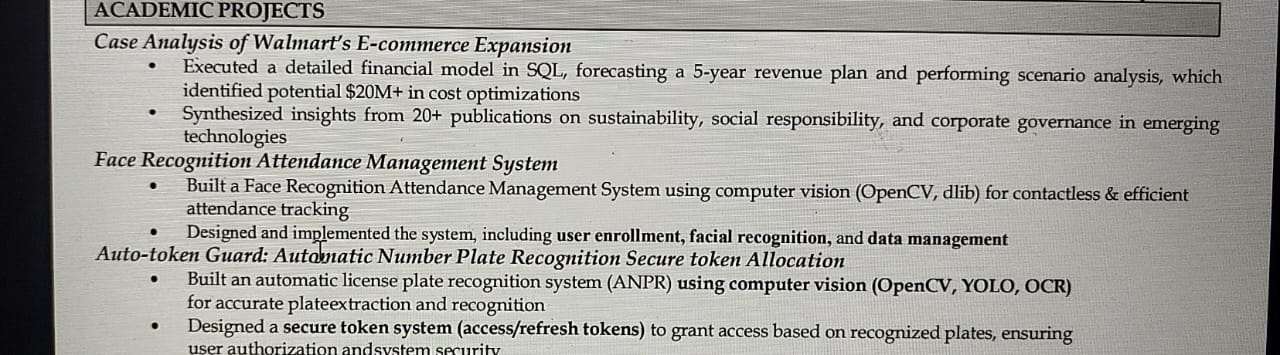 ACADEMIC PROJECTS
Case Analysis of Walmart's E-commerce Expansion
• Executed a detailed financial model in SQL, forecasting a 5-year revenue plan and performing scenario analysis, which
identified potential $20M+ in cost optimizations
• Synthesized insights from 20+ publications on sustainability, social responsibility, and corporate governance in emerging
technologies
Face Recognition Attendance Management System
• Built a Face Recognition Attendance Management System using computer vision (OpenCV, dlib) for contactless & efficient
attendance tracking
• Designed and implemented the system, including user enrollment, facial recognition, and data management
Auto-token Guard: Automatic Number Plate Recognition Secure token Allocation
• Built an automatic license plate recognition system (ANPR) using computer vision (OpenCV, YOLO, OCR)
for accurate plateextraction and recognition
• Designed a secure token system (access/refresh tokens) to grant access based on recognized plates, ensuring
user authorization andsystem security